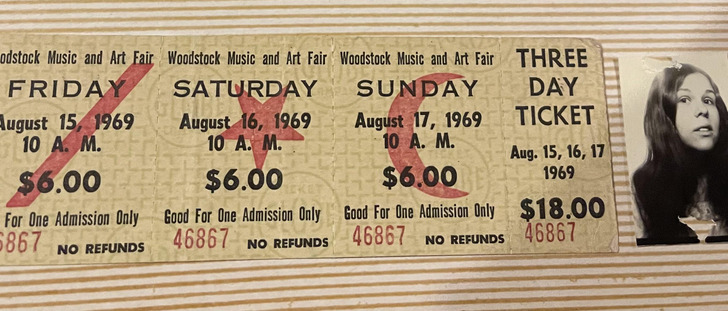 Woodstock Music and Art Fair
FRIDAY
August 15, 1969
10 A. M.
$6.00
For One Admission Only
6867 NO REFUNDS
Woodstock Music and Art Fair
SATURDAY
August 16, 1969
10 A. M.
$6.00
Good For One Admission Only
46867 NO REFUNDS
Woodstock Music and Art Fair
SUNDAY
August 17, 1969
10 A. M.
$6.00
Good For One Admission Only
46867 NO REFUNDS
THREE
DAY
TICKET
Aug. 15, 16, 17
1969
$18.00
46867